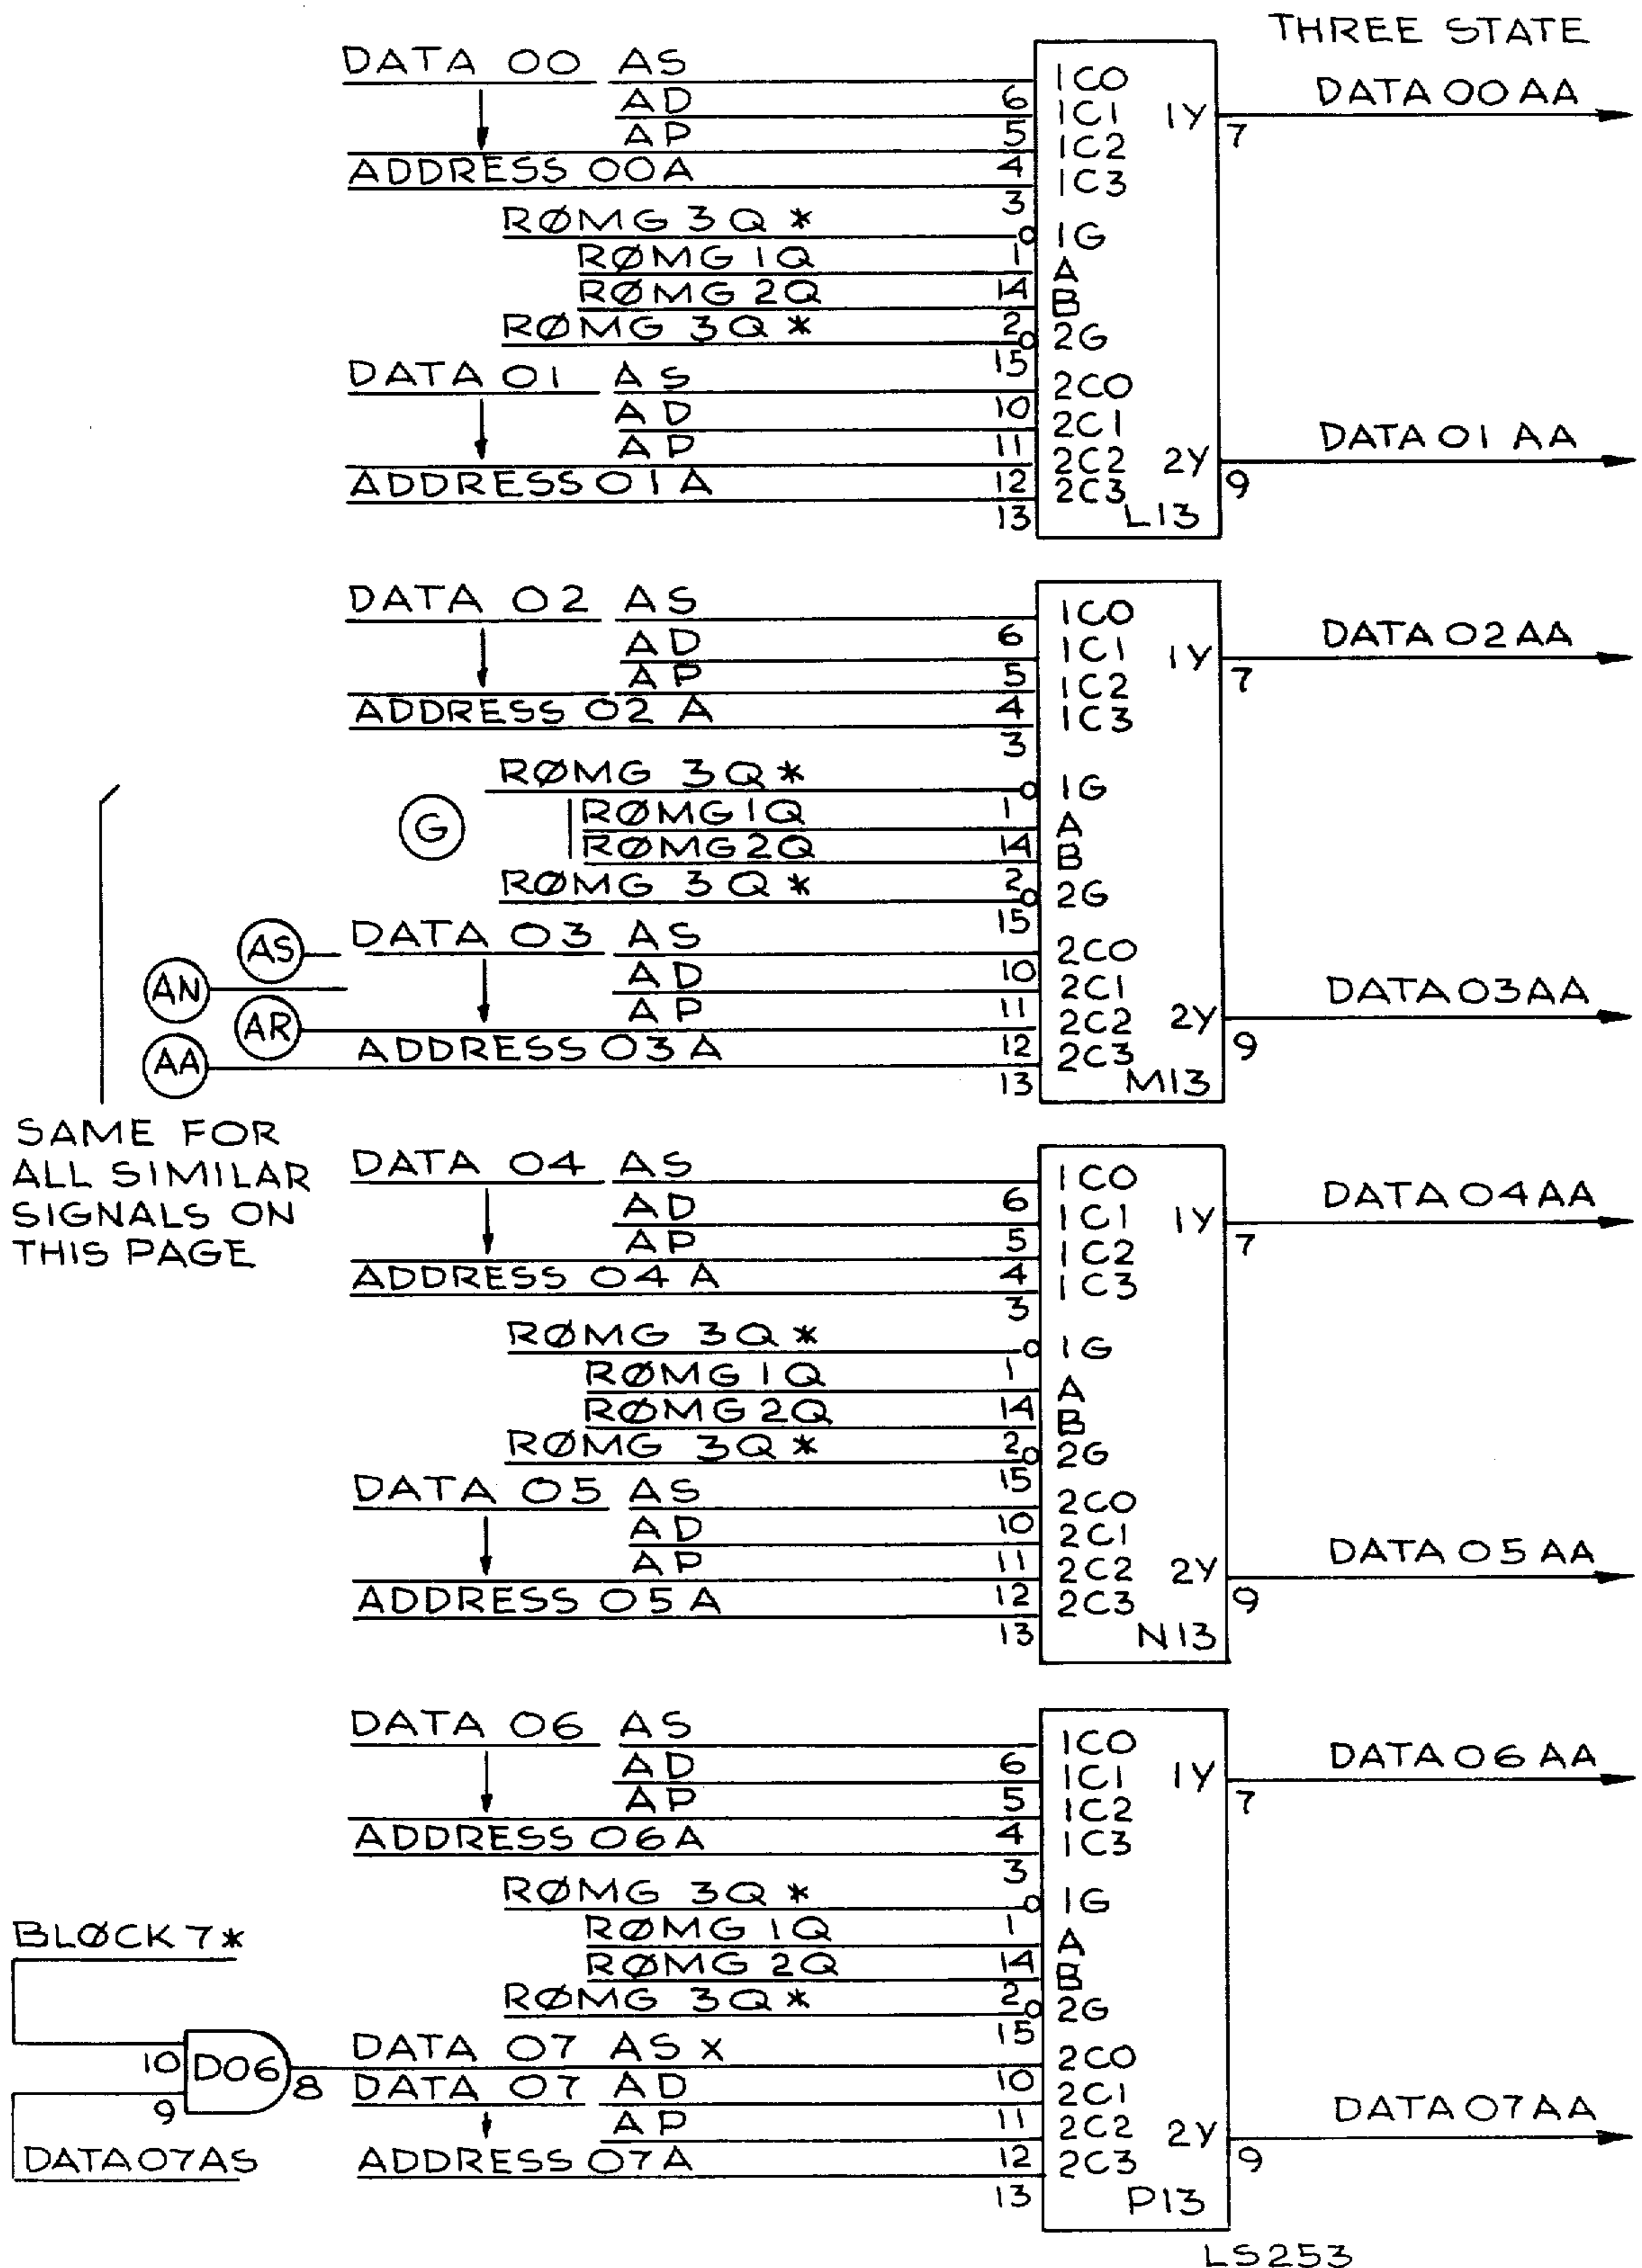 THREE STATE
DATA 00 AS
AD
AP
ADDRESS 00A
RØMG 3Q *
RØMG 1Q
RØMG 2Q
RØMG 3Q *
DATA 01 AS
AD
AP
ADDRESS 01A
6
5
4
3
1
14
2
15
10
11
12
13
1C0
1C1
1C2
1C3
1G
A
B
2G
2C0
2C1
2C2
2C3
1Y
2Y
L13
7
9
DATA 00 AA
DATA 01 AA
DATA 02 AS
AD
AP
ADDRESS 02 A
RØMG 3Q *
G
RØMG 1Q
RØMG 2Q
RØMG 3Q *
AS
DATA 03 AS
AN
AD
AR
AP
AA
ADDRESS 03 A
6
5
4
3
1
14
2
15
10
11
12
13
1C0
1C1
1C2
1C3
1G
A
B
2G
2C0
2C1
2C2
2C3
1Y
2Y
M13
7
9
DATA 02 AA
DATA 03 AA
SAME FOR
ALL SIMILAR
SIGNALS ON
THIS PAGE
DATA 04 AS
AD
AP
ADDRESS 04 A
RØMG 3Q *
RØMG 1Q
RØMG 2Q
RØMG 3Q *
DATA 05 AS
AD
AP
ADDRESS 05 A
6
5
4
3
1
14
2
15
10
11
12
13
1C0
1C1
1C2
1C3
1G
A
B
2G
2C0
2C1
2C2
2C3
1Y
2Y
N13
7
9
DATA 04 AA
DATA 05 AA
DATA 06 AS
AD
AP
ADDRESS 06A
RØMG 3Q *
RØMG 1Q
RØMG 2Q
RØMG 3Q *
BLØCK 7 *
10
9
D06
8
DATA 07 AS
DATA 07 AS X
DATA 07 AD
AP
ADDRESS 07A
6
5
4
3
1
14
2
15
10
11
12
13
1C0
1C1
1C2
1C3
1G
A
B
2G
2C0
2C1
2C2
2C3
1Y
2Y
P13
7
9
DATA 06 AA
DATA 07 AA
LS253